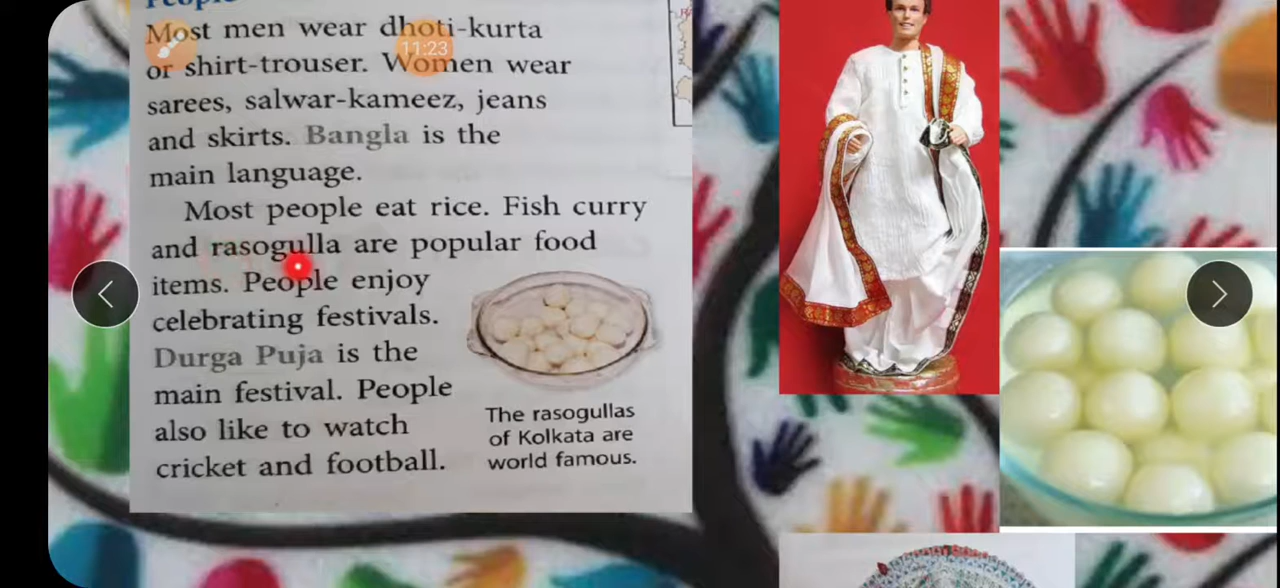 Most men wear dhoti-kurta
or shirt-trouser. Women wear
sarees, salwar-kameez, jeans
and skirts. Bangla is the
main language.
Most people eat rice. Fish curry
and rasogulla are popular food
items. People enjoy
celebrating festivals.
Durga Puja is the
main festival. People
also like to watch
cricket and football.
The rasogullas
of Kolkata are
world famous.
11:23